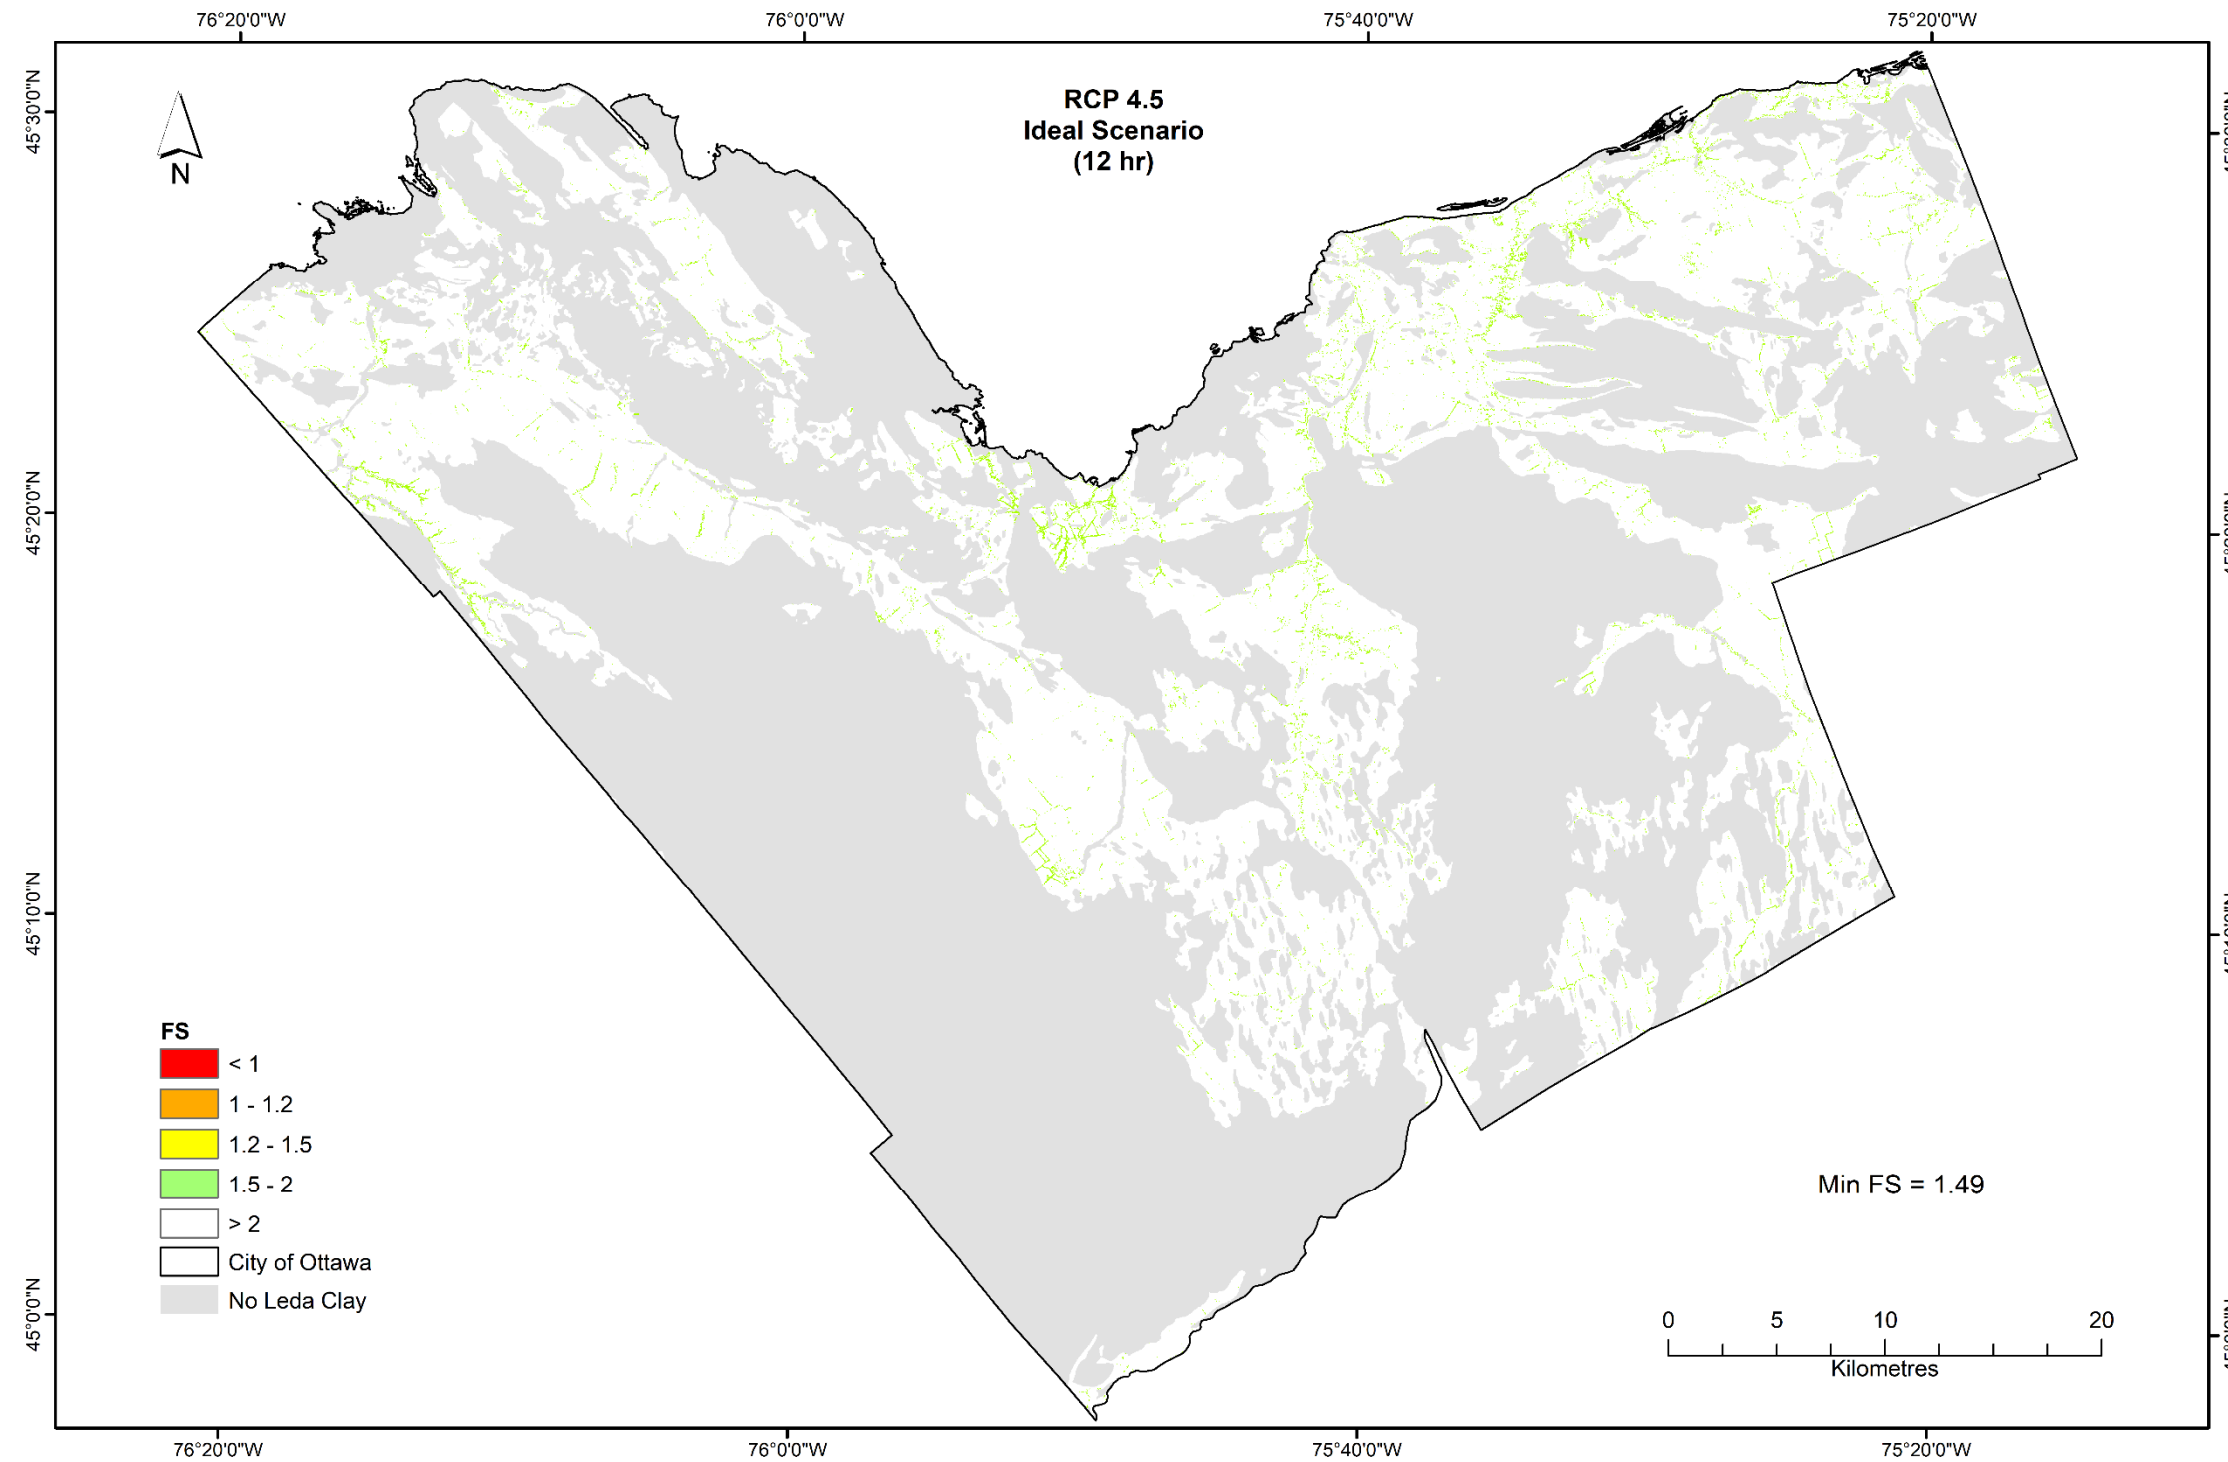 76°20'0"W 76°0'0"W 75°40'0"W 75°20'0"W
45°30'0"N
RCP 4.5
Ideal Scenario
(12 hr)
N
45°20'0"N
45°10'0"N
FS
< 1
1 - 1.2
1.2 - 1.5
1.5 - 2
> 2
City of Ottawa
No Leda Clay
Min FS = 1.49
45°0'0"N
0 5 10 20
Kilometres
76°20'0"W 76°0'0"W 75°40'0"W 75°20'0"W